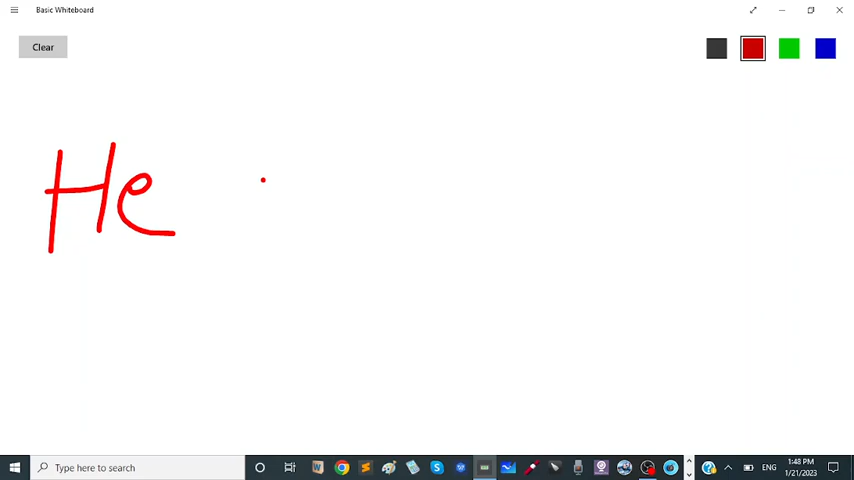 Basic Whiteboard
Clear
He
Type here to search
ENG
1:48 PM
1/21/2023